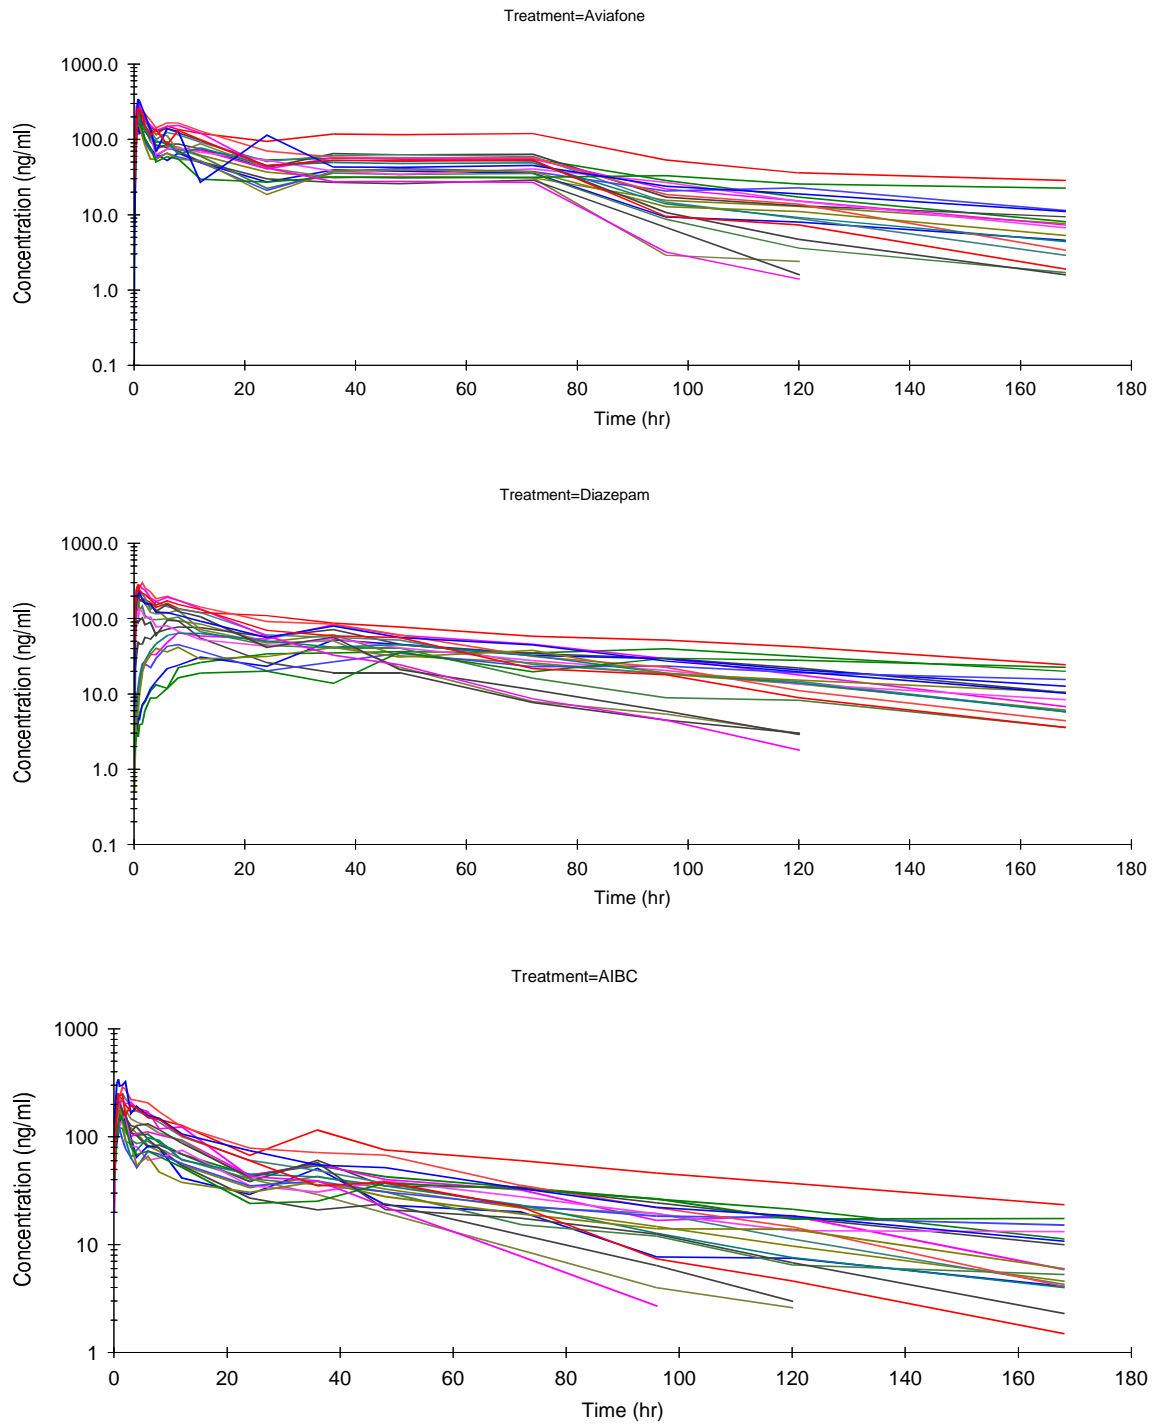 Treatment=Aviafone
1000.0
100.0
10.0
1.0
0.1
Concentration (ng/ml)
0 20 40 60 80 100 120 140 160 180
Time (hr)
Treatment=Diazepam
1000.0
100.0
10.0
1.0
0.1
Concentration (ng/ml)
0 20 40 60 80 100 120 140 160 180
Time (hr)
Treatment=AIBC
1000
100
10
1
Concentration (ng/ml)
0 20 40 60 80 100 120 140 160 180
Time (hr)